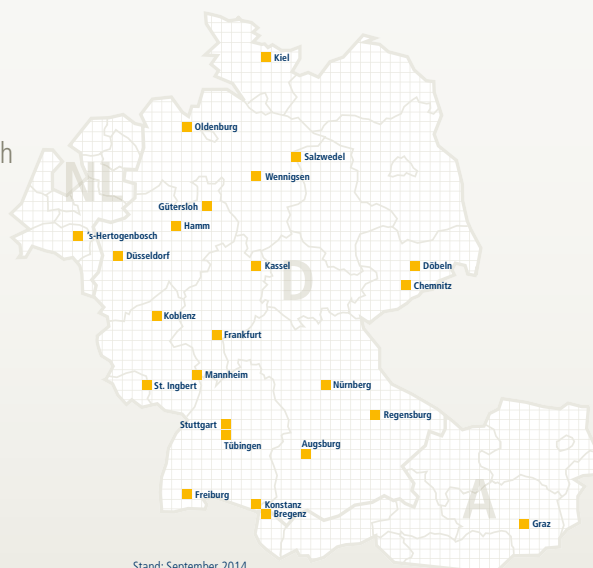 Kiel
Oldenburg
h
Salzwedel
NL
Wennigsen
Gütersloh
Hamm
's-Hertogenbosch
Düsseldorf
Kassel
Döbeln
D
Chemnitz
Koblenz
Frankfurt
Mannheim
St. Ingbert
Nürnberg
Regensburg
Stuttgart
Tübingen
Augsburg
Freiburg
A
Konstanz
Bregenz
Graz
Stand: September 2014